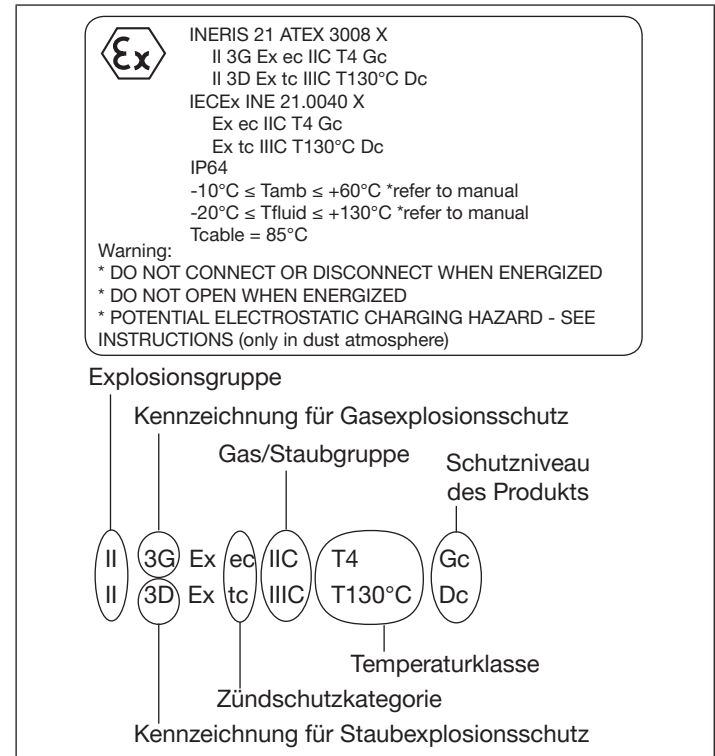 Ex
INERIS 21 ATEX 3008 X
II 3G Ex ec IIC T4 Gc
II 3D Ex tc IIIC T130°C Dc
IECEx INE 21.0040 X
Ex ec IIC T4 Gc
Ex tc IIIC T130°C Dc
IP64
-10°C ≤ Tamb ≤ +60°C *refer to manual
-20°C ≤ Tfluid ≤ +130°C *refer to manual
Tcable = 85°C
Warning:
* DO NOT CONNECT OR DISCONNECT WHEN ENERGIZED
* DO NOT OPEN WHEN ENERGIZED
* POTENTIAL ELECTROSTATIC CHARGING HAZARD - SEE
INSTRUCTIONS (only in dust atmosphere)
Explosionsgruppe
Kennzeichnung für Gasexplosionsschutz
Gas/Staubgruppe
Schutzniveau
des Produkts
II 3G Ex ec IIC T4 Gc
II 3D Ex tc IIIC T130°C Dc
Temperaturklasse
Zündschutzkategorie
Kennzeichnung für Staubexplosionsschutz